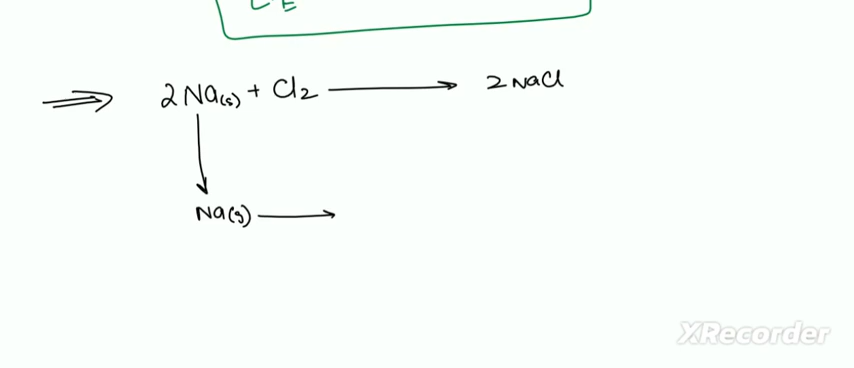 2Na(s) + Cl2 ⟶ 2NaCl
Na(g) ⟶
XRecorder